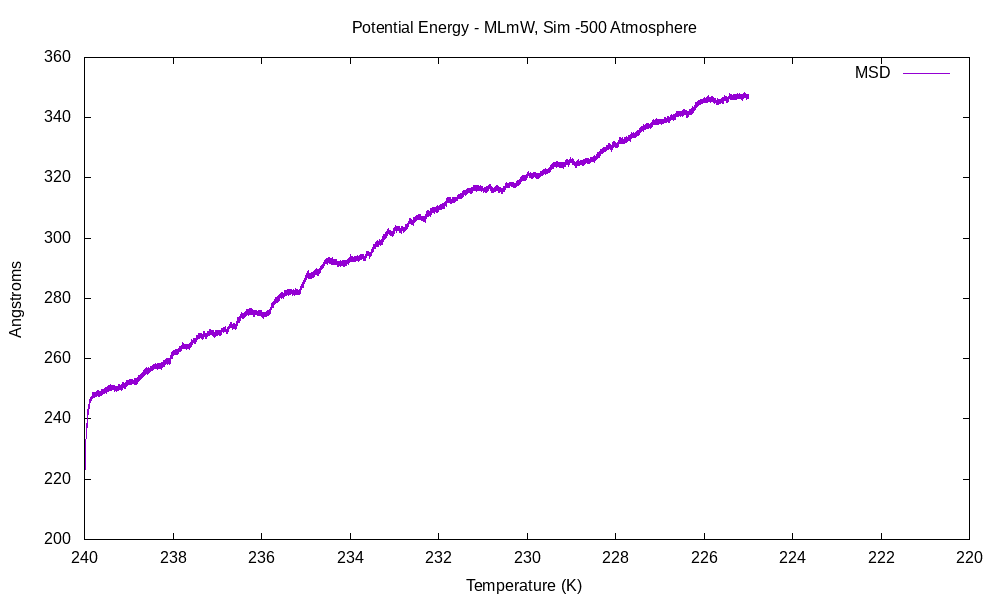 Potential Energy - MLmW, Sim -500 Atmosphere
MSD
360
340
320
300
280
260
240
220
200
Angstroms
240 238 236 234 232 230 228 226 224 222 220
Temperature (K)